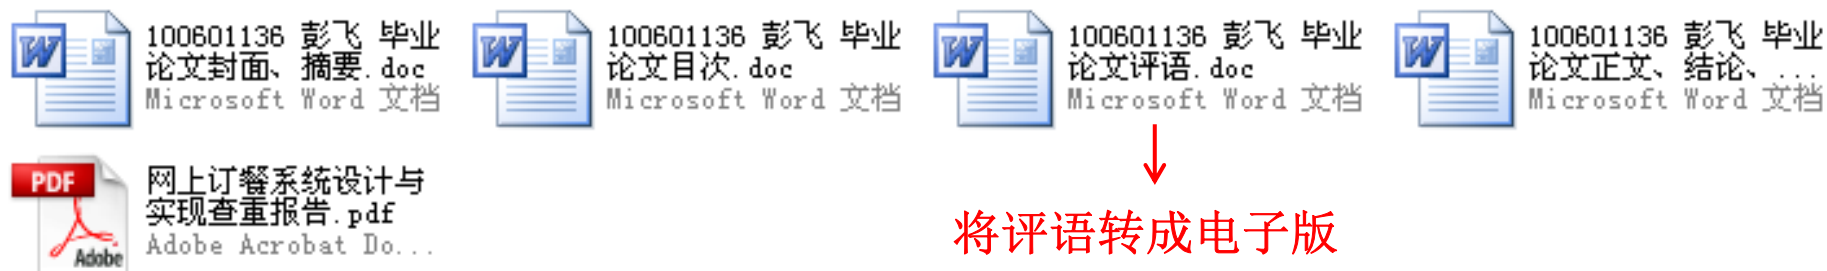 100601136 彭飞 毕业
论文封面、摘要.doc
Microsoft Word 文档
100601136 彭飞 毕业
论文目次.doc
Microsoft Word 文档
100601136 彭飞 毕业
论文评语.doc
Microsoft Word 文档
100601136 彭飞 毕业
论文正文、结论、...
Microsoft Word 文档
PDF
Adobe
网上订餐系统设计与
实现查重报告.pdf
Adobe Acrobat Do...
将评语转成电子版